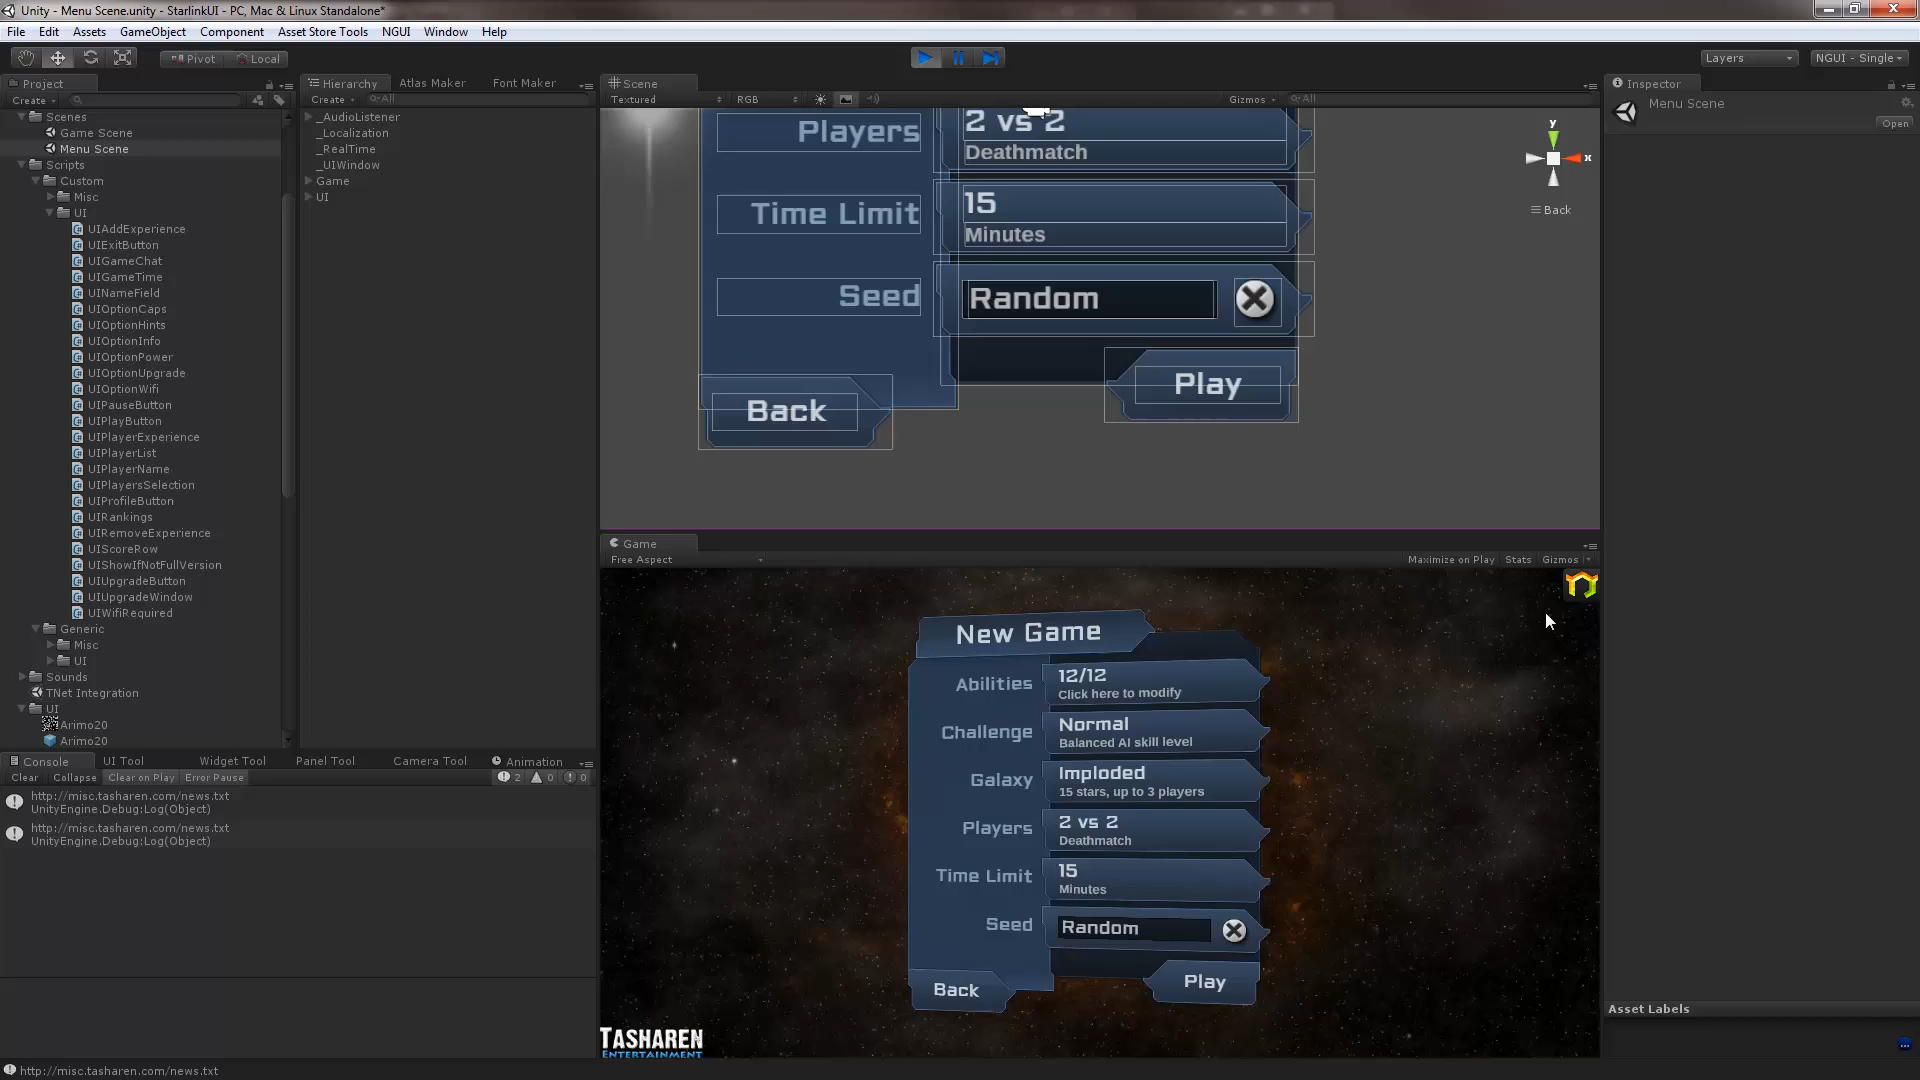 Unity - Menu Scene.unity - StarlinkUI - PC, Mac & Linux Standalone*
File Edit Assets GameObject Component Asset Store Tools NGUI Window Help
Pivot Local
Layers
NGUI - Single
Project
Create
Scenes
Game Scene
Menu Scene
Scripts
Custom
Misc
UI
UIAddExperience
UIExitButton
UIGameChat
UIGameTime
UINameField
UIOptionCaps
UIOptionHints
UIOptionInfo
UIOptionPower
UIOptionUpgrade
UIOptionWifi
UIPauseButton
UIPlayButton
UIPlayerExperience
UIPlayerList
UIPlayerName
UIPlayersSelection
UIProfileButton
UIRankings
UIRemoveExperience
UIScoreRow
UIShowIfNotFullVersion
UIUpgradeButton
UIUpgradeWindow
UIWifiRequired
Generic
Misc
UI
Sounds
TNet Integration
UI
Arimo20
Arimo20
Hierarchy Atlas Maker Font Maker
Create All
_AudioListener
_Localization
_RealTime
_UIWindow
Game
UI
Scene
Textured RGB Gizmos All
Players
2 vs 2
Deathmatch
Time Limit
15
Minutes
Seed
Random
Back
Play
y
x
Back
Game
Free Aspect Maximize on Play Stats Gizmos
New Game
Abilities
12/12
Click here to modify
Challenge
Normal
Balanced AI skill level
Galaxy
Imploded
15 stars, up to 3 players
Players
2 vs 2
Deathmatch
Time Limit
15
Minutes
Seed
Random
Back
Play
TASHAREN
ENTERTAINMENT
Inspector
Menu Scene
Open
Asset Labels
Console UI Tool Widget Tool Panel Tool Camera Tool Animation
Clear Collapse Clear on Play Error Pause 2 0 0
http://misc.tasharen.com/news.txt
UnityEngine.Debug:Log(Object)
http://misc.tasharen.com/news.txt
UnityEngine.Debug:Log(Object)
http://misc.tasharen.com/news.txt